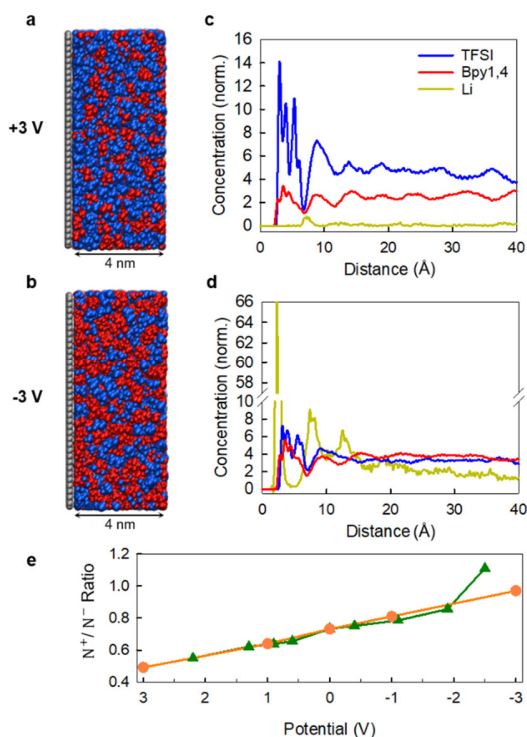 a
+3 V
4 nm
b
-3 V
4 nm
c
Concentration (norm.)
16
14
12
10
8
6
4
2
0
TFSI
Bpy1,4
Li
0 10 20 30 40
Distance (Å)
d
Concentration (norm.)
66
64
62
60
58
10
8
6
4
2
0
0 10 20 30 40
Distance (Å)
e
N⁺/ N⁻ Ratio
1.2
1.0
0.8
0.6
0.4
3 2 1 0 -1 -2 -3
Potential (V)